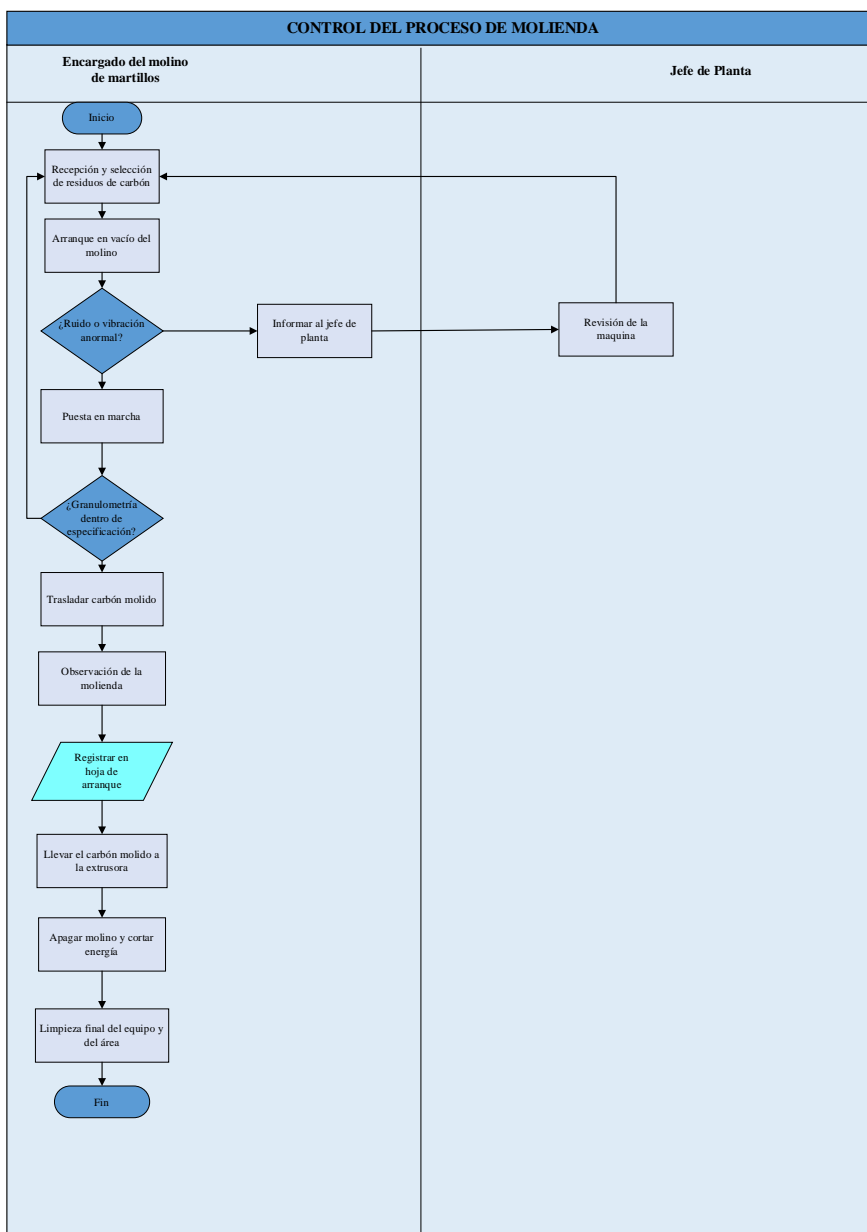 CONTROL DEL PROCESO DE MOLIENDA
Encargado del molino
de martillos
Jefe de Planta
Inicio
Recepción y selección
de residuos de carbón
Arranque en vacío del
molino
¿Ruido o vibración
anormal?
Informar al jefe de
planta
Revisión de la
maquina
Puesta en marcha
¿Granulometría
dentro de
especificación?
Trasladar carbón molido
Observación de la
molienda
Registrar en
hoja de
arranque
Llevar el carbón molido a
la extrusora
Apagar molino y cortar
energía
Limpieza final del equipo y
del área
Fin